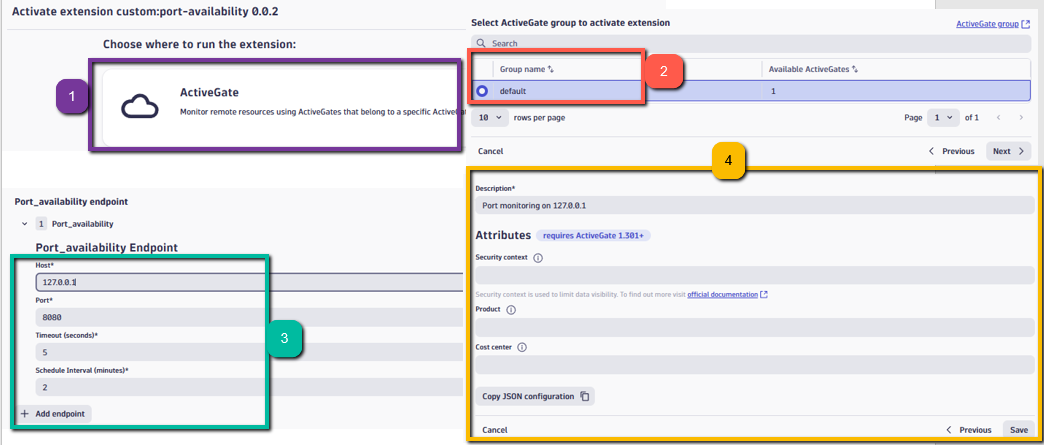 Activate extension custom:port-availability 0.0.2
Choose where to run the extension:
1
ActiveGate
Monitor remote resources using ActiveGates that belong to a specific Active
Select ActiveGate group to activate extension
ActiveGate group
Search
2
Group name
Available ActiveGates
default
1
10 rows per page
Page 1 of 1
Cancel
Previous
Next
Port_availability endpoint
1 Port_availability
Port_availability Endpoint
Host*
127.0.0.1
Port*
8080
Timeout (seconds)*
5
Schedule Interval (minutes)*
2
Add endpoint
3
4
Description*
Port monitoring on 127.0.0.1
Attributes requires ActiveGate 1.301+
Security context
Security context is used to limit data visibility. To find out more visit official documentation
Product
Cost center
Copy JSON configuration
Cancel
Previous
Save